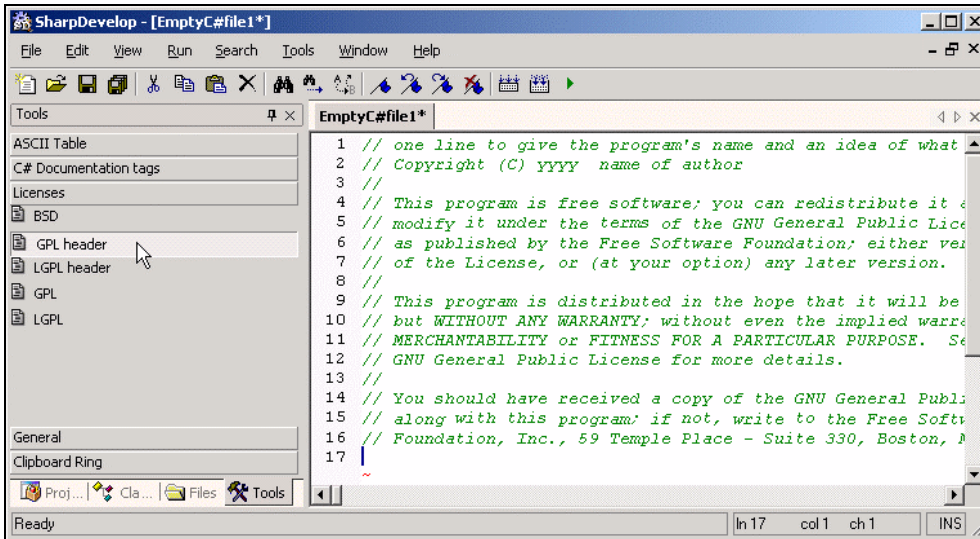 SharpDevelop - [EmptyC#file1*]
File Edit View Run Search Tools Window Help
Tools
ASCII Table
C# Documentation tags
Licenses
BSD
GPL header
LGPL header
GPL
LGPL
General
Clipboard Ring
Proj... Cla... Files Tools
EmptyC#file1*
1 // one line to give the program's name and an idea of what
2 // Copyright (C) yyyy name of author
3 //
4 // This program is free software; you can redistribute it
5 // modify it under the terms of the GNU General Public Lice
6 // as published by the Free Software Foundation; either ver
7 // of the License, or (at your option) any later version.
8 //
9 // This program is distributed in the hope that it will be
10 // but WITHOUT ANY WARRANTY; without even the implied warra
11 // MERCHANTABILITY or FITNESS FOR A PARTICULAR PURPOSE. Se
12 // GNU General Public License for more details.
13 //
14 // You should have received a copy of the GNU General Publi
15 // along with this program; if not, write to the Free Softw
16 // Foundation, Inc., 59 Temple Place - Suite 330, Boston, M
17
~
Ready ln 17 col 1 ch 1 INS